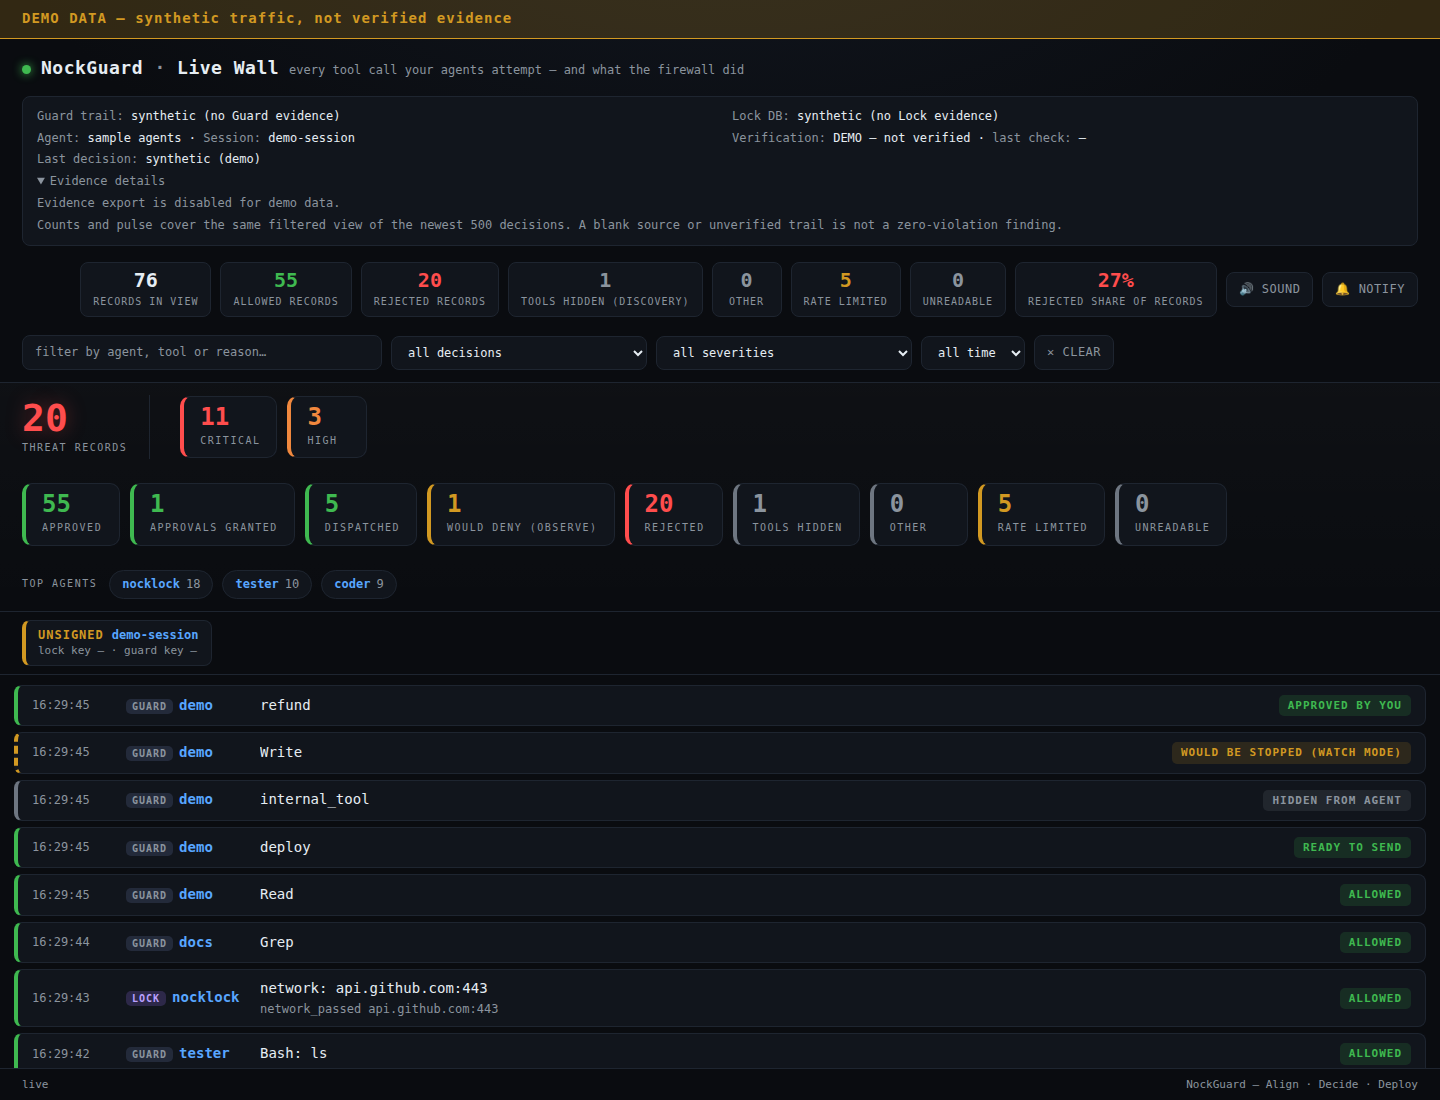 DEMO DATA — synthetic traffic, not verified evidence
NockGuard · Live Wall every tool call your agents attempt — and what the firewall did
Guard trail: synthetic (no Guard evidence) Lock DB: synthetic (no Lock evidence)
Agent: sample agents · Session: demo-session Verification: DEMO — not verified · last check: —
Last decision: synthetic (demo)
▼ Evidence details
Evidence export is disabled for demo data.
Counts and pulse cover the same filtered view of the newest 500 decisions. A blank source or unverified trail is not a zero-violation finding.
76 55 20 1 0 5 0 27%
RECORDS IN VIEW ALLOWED RECORDS REJECTED RECORDS TOOLS HIDDEN (DISCOVERY) OTHER RATE LIMITED UNREADABLE REJECTED SHARE OF RECORDS 🔊 SOUND 🔔 NOTIFY
filter by agent, tool or reason… all decisions all severities all time × CLEAR
20 11 3
THREAT RECORDS CRITICAL HIGH
55 1 5 1 20 1 0 5 0
APPROVED APPROVALS GRANTED DISPATCHED WOULD DENY (OBSERVE) REJECTED TOOLS HIDDEN OTHER RATE LIMITED UNREADABLE
TOP AGENTS nocklock 18 tester 10 coder 9
UNSIGNED demo-session
lock key — · guard key —
16:29:45 GUARD demo refund APPROVED BY YOU
16:29:45 GUARD demo Write WOULD BE STOPPED (WATCH MODE)
16:29:45 GUARD demo internal_tool HIDDEN FROM AGENT
16:29:45 GUARD demo deploy READY TO SEND
16:29:45 GUARD demo Read ALLOWED
16:29:44 GUARD docs Grep ALLOWED
16:29:43 LOCK nocklock network: api.github.com:443 ALLOWED
network_passed api.github.com:443
16:29:42 GUARD tester Bash: ls ALLOWED
live NockGuard — Align · Decide · Deploy